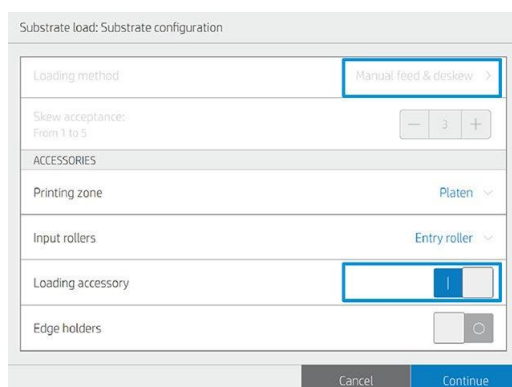 Substrate load: Substrate configuration
Loading method Manual feed & deskew >
Skew acceptance:
From 1 to 5
− 3 +
ACCESSORIES
Printing zone Platen
Input rollers Entry roller
Loading accessory
Edge holders
Cancel Continue